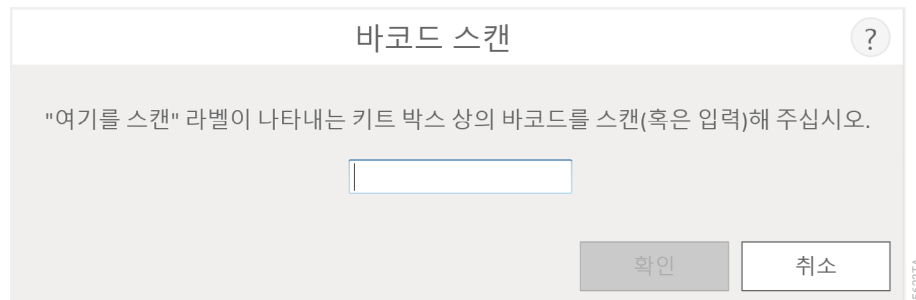 바코드 스캔
?
"여기를 스캔" 라벨이 나타내는 키트 박스 상의 바코드를 스캔(혹은 입력)해 주십시오.
확인
취소